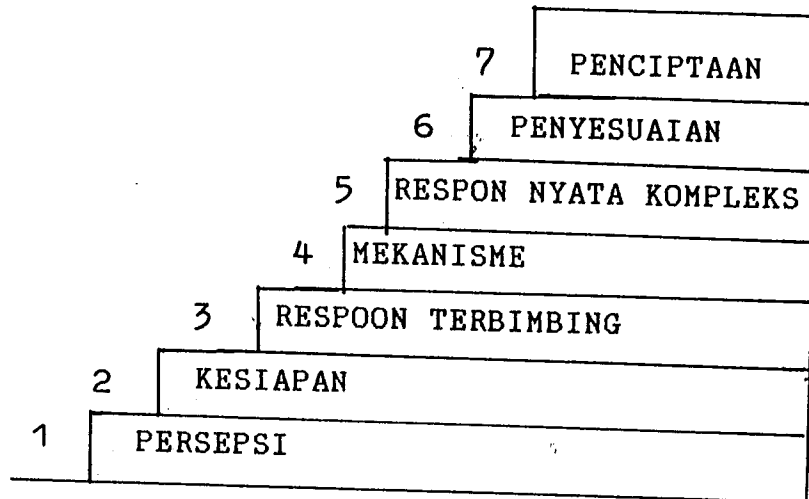 7 PENCIPTAAN
6 PENYESUAIAN
5 RESPON NYATA KOMPLEKS
4 MEKANISME
3 RESPOON TERBIMBING
2 KESIAPAN
1 PERSEPSI